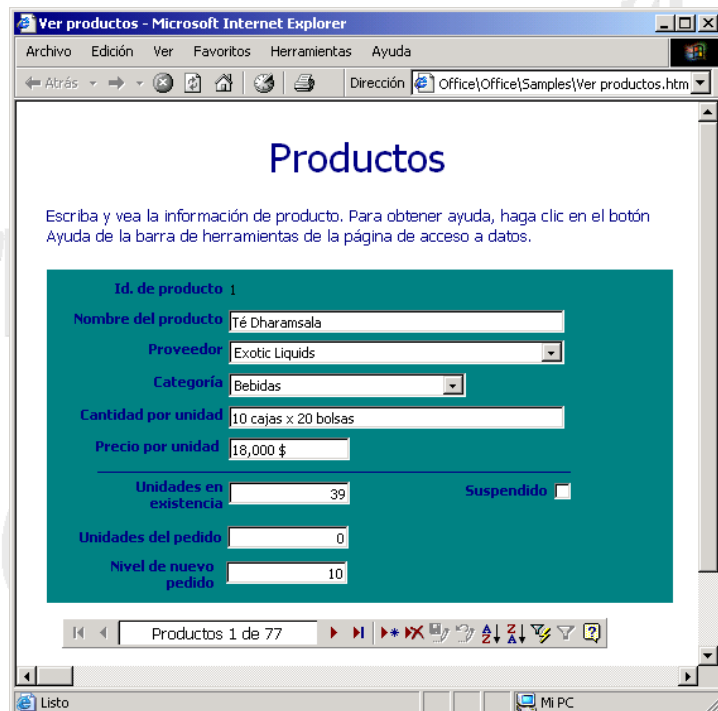 Ver productos - Microsoft Internet Explorer
Archivo Edición Ver Favoritos Herramientas Ayuda
Atrás Dirección Office\Office\Samples\Ver productos.htm
Productos
Escriba y vea la información de producto. Para obtener ayuda, haga clic en el botón
Ayuda de la barra de herramientas de la página de acceso a datos.
Id. de producto 1
Nombre del producto Té Dharamsala
Proveedor Exotic Liquids
Categoría Bebidas
Cantidad por unidad 10 cajas x 20 bolsas
Precio por unidad 18,000 $
Unidades en
existencia 39 Suspendido
Unidades del pedido 0
Nivel de nuevo
pedido 10
Productos 1 de 77
Listo Mi PC